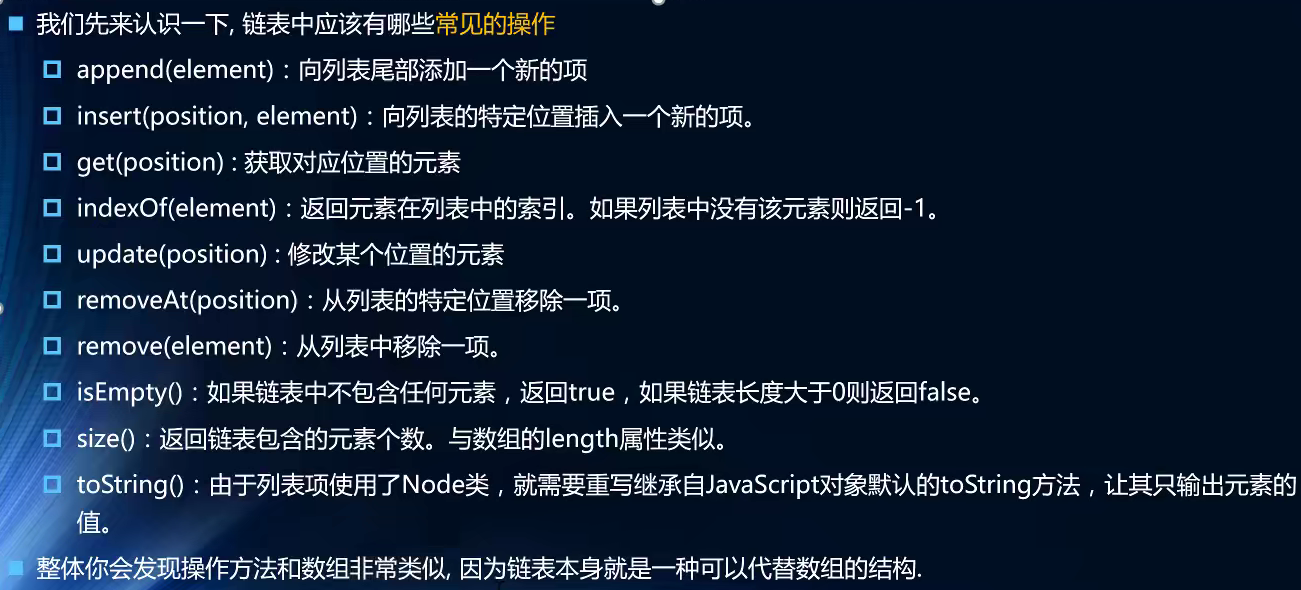 我们先来认识一下, 链表中应该有哪些常见的操作
append(element)：向列表尾部添加一个新的项
insert(position, element)：向列表的特定位置插入一个新的项。
get(position) : 获取对应位置的元素
indexOf(element)：返回元素在列表中的索引。如果列表中没有该元素则返回-1。
update(position) : 修改某个位置的元素
removeAt(position)：从列表的特定位置移除一项。
remove(element)：从列表中移除一项。
isEmpty()：如果链表中不包含任何元素，返回true，如果链表长度大于0则返回false。
size()：返回链表包含的元素个数。与数组的length属性类似。
toString()：由于列表项使用了Node类，就需要重写继承自JavaScript对象默认的toString方法，让其只输出元素的
值。
整体你会发现操作方法和数组非常类似, 因为链表本身就是一种可以代替数组的结构.